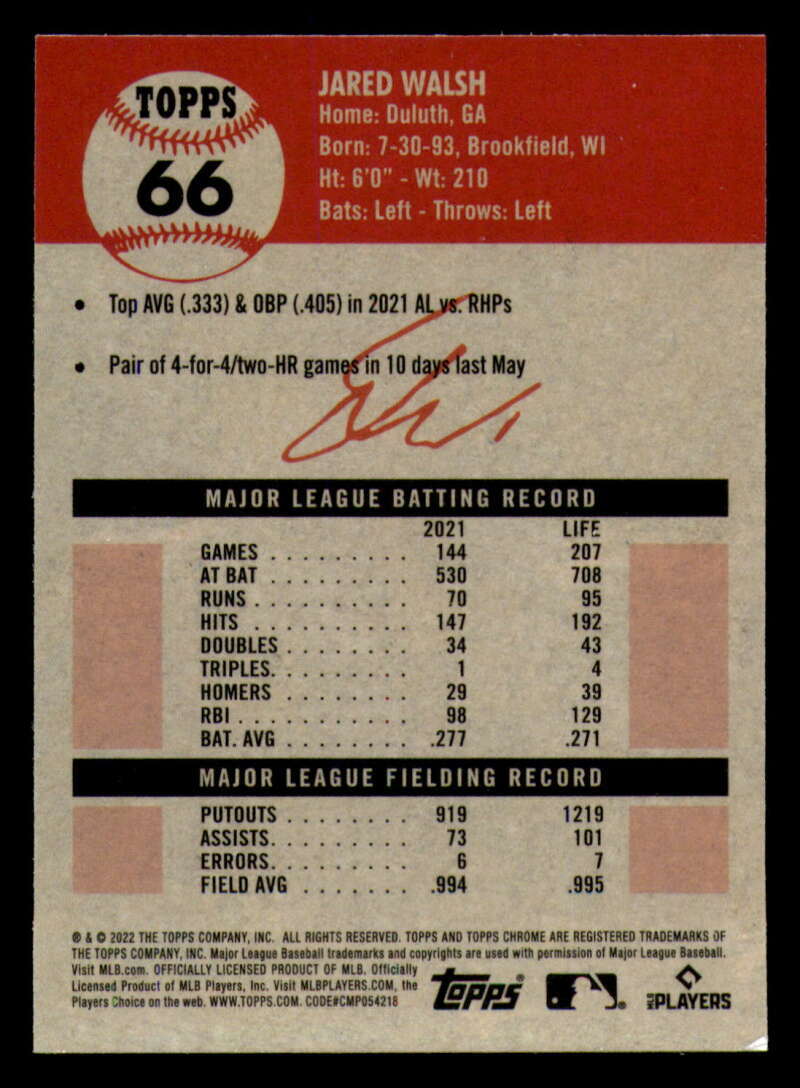 TOPPS
66
JARED WALSH
Home: Duluth, GA
Born: 7-30-93, Brookfield, WI
Ht: 6'0" - Wt: 210
Bats: Left - Throws: Left
• Top AVG (.333) & OBP (.405) in 2021 AL vs. RHPs
• Pair of 4-for-4/two-HR games in 10 days last May
MAJOR LEAGUE BATTING RECORD
2021 LIFE
GAMES . . . . . . . . . 144 207
AT BAT . . . . . . . . . 530 708
RUNS . . . . . . . . . . 70 95
HITS . . . . . . . . . . 147 192
DOUBLES . . . . . . . . 34 43
TRIPLES. . . . . . . . . 1 4
HOMERS . . . . . . . . 29 39
RBI . . . . . . . . . . . 98 129
BAT. AVG . . . . . . . . .277 .271
MAJOR LEAGUE FIELDING RECORD
PUTOUTS . . . . . . . . 919 1219
ASSISTS. . . . . . . . . 73 101
ERRORS. . . . . . . . . 6 7
FIELD AVG . . . . . . . .994 .995
® & © 2022 THE TOPPS COMPANY, INC. ALL RIGHTS RESERVED. TOPPS AND TOPPS CHROME ARE REGISTERED TRADEMARKS OF
THE TOPPS COMPANY, INC. Major League Baseball trademarks and copyrights are used with permission of Major League Baseball.
Visit MLB.com. OFFICIALLY LICENSED PRODUCT OF MLB. Officially
Licensed Product of MLB Players, Inc. Visit MLBPLAYERS.COM, the
Players Choice on the web. WWW.TOPPS.COM. CODE#CMP054218
TOPPS®
MLB PLAYERS